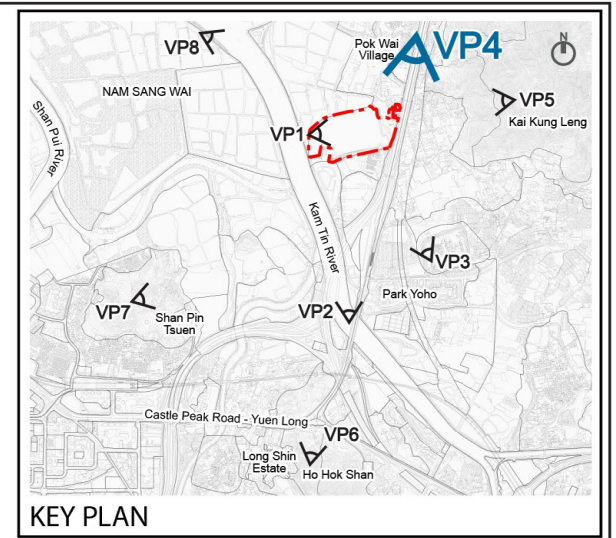 VP8
Pok Wai
Village
VP4
N
NAM SANG WAI
VP5
Kai Kung Leng
Shan Pui River
VP1
Kam Tin River
VP3
Park Yoho
VP7
Shan Pin
Tsuen
VP2
Castle Peak Road - Yuen Long
VP6
Long Shin
Estate
Ho Hok Shan
KEY PLAN